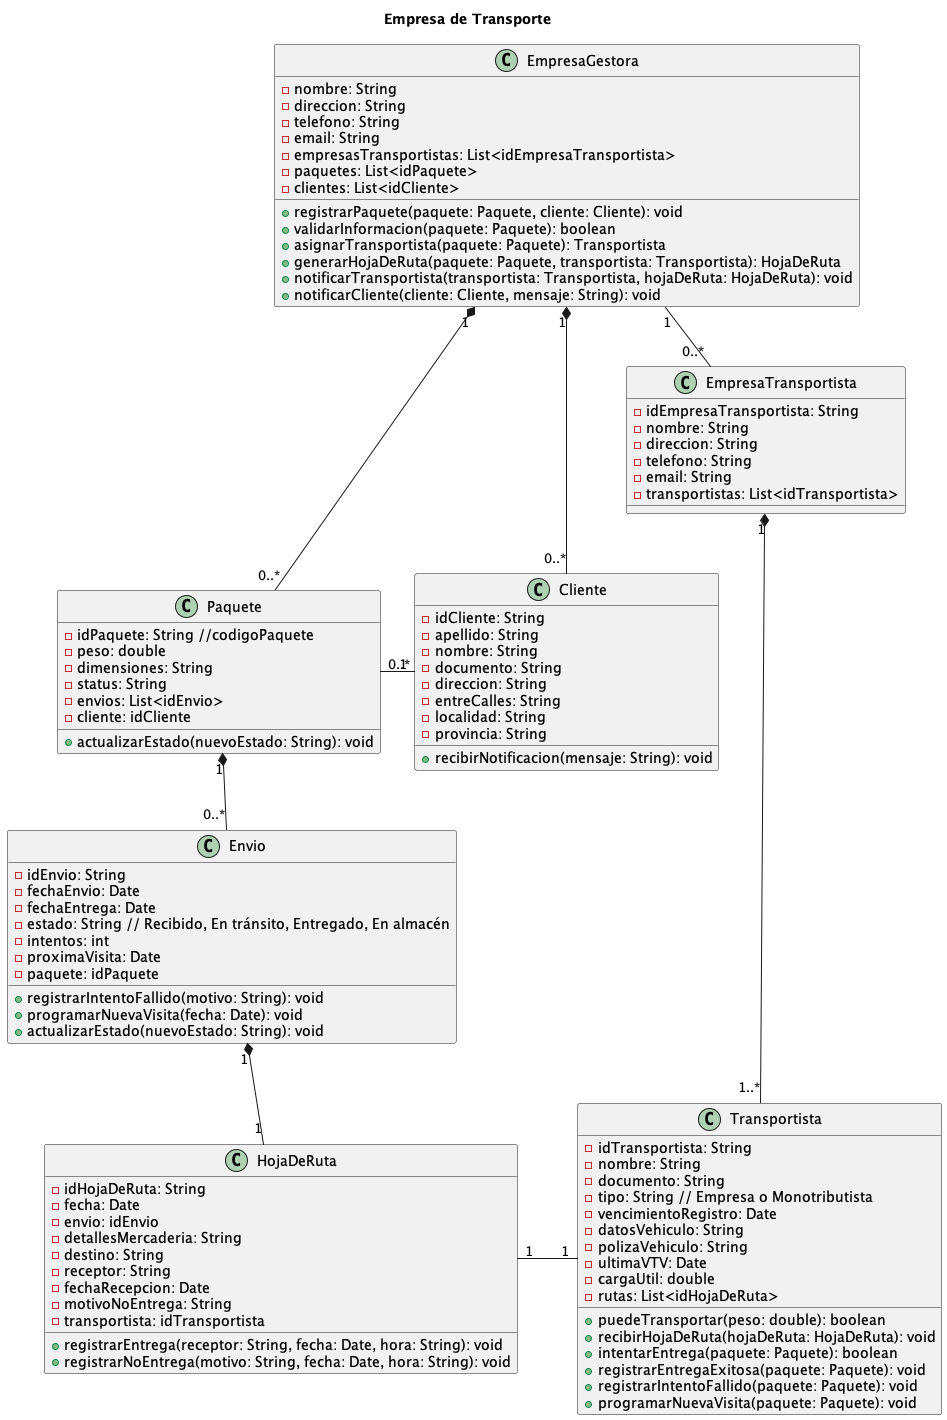 Empresa de Transporte
C EmpresaGestora
nombre: String
direccion: String
telefono: String
email: String
empresasTransportistas: List<idEmpresaTransportista>
paquetes: List<idPaquete>
clientes: List<idCliente>
registrarPaquete(paquete: Paquete, cliente: Cliente): void
validarInformacion(paquete: Paquete): boolean
asignarTransportista(paquete: Paquete): Transportista
generarHojaDeRuta(paquete: Paquete, transportista: Transportista): HojaDeRuta
notificarTransportista(transportista: Transportista, hojaDeRuta: HojaDeRuta): void
notificarCliente(cliente: Cliente, mensaje: String): void
1
1
1
0..*
C EmpresaTransportista
idEmpresaTransportista: String
nombre: String
direccion: String
telefono: String
email: String
transportistas: List<idTransportista>
1
0..*
0..*
C Paquete
idPaquete: String //codigoPaquete
peso: double
dimensiones: String
status: String
envios: List<idEnvio>
cliente: idCliente
actualizarEstado(nuevoEstado: String): void
C Cliente
idCliente: String
apellido: String
nombre: String
documento: String
direccion: String
entreCalles: String
localidad: String
provincia: String
recibirNotificacion(mensaje: String): void
1
0..*
C Envio
idEnvio: String
fechaEnvio: Date
fechaEntrega: Date
estado: String // Recibido, En tránsito, Entregado, En almacén
intentos: int
proximaVisita: Date
paquete: idPaquete
registrarIntentoFallido(motivo: String): void
programarNuevaVisita(fecha: Date): void
actualizarEstado(nuevoEstado: String): void
1
1
1..*
C HojaDeRuta
idHojaDeRuta: String
fecha: Date
envio: idEnvio
detallesMercaderia: String
destino: String
receptor: String
fechaRecepcion: Date
motivoNoEntrega: String
transportista: idTransportista
registrarEntrega(receptor: String, fecha: Date, hora: String): void
registrarNoEntrega(motivo: String, fecha: Date, hora: String): void
1 1
C Transportista
idTransportista: String
nombre: String
documento: String
tipo: String // Empresa o Monotributista
vencimientoRegistro: Date
datosVehiculo: String
polizaVehiculo: String
ultimaVTV: Date
cargaUtil: double
rutas: List<idHojaDeRuta>
puedeTransportar(peso: double): boolean
recibirHojaDeRuta(hojaDeRuta: HojaDeRuta): void
intentarEntrega(paquete: Paquete): boolean
registrarEntregaExitosa(paquete: Paquete): void
registrarIntentoFallido(paquete: Paquete): void
programarNuevaVisita(paquete: Paquete): void